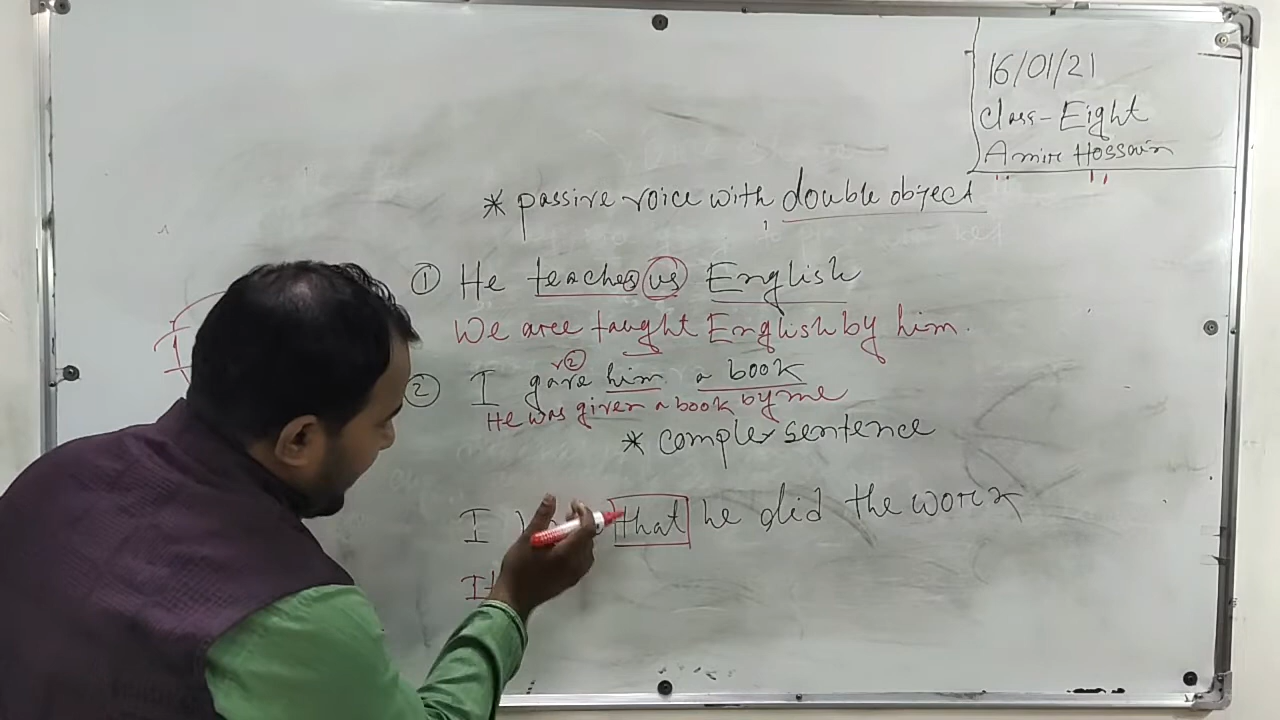 16/01/21
Class-Eight
Amir Hossain
* passive voice with double object
① He teaches us English
We are taught English by him.
②
② I gave him a book
He was given a book by me
* complex sentence
I that he did the work
It